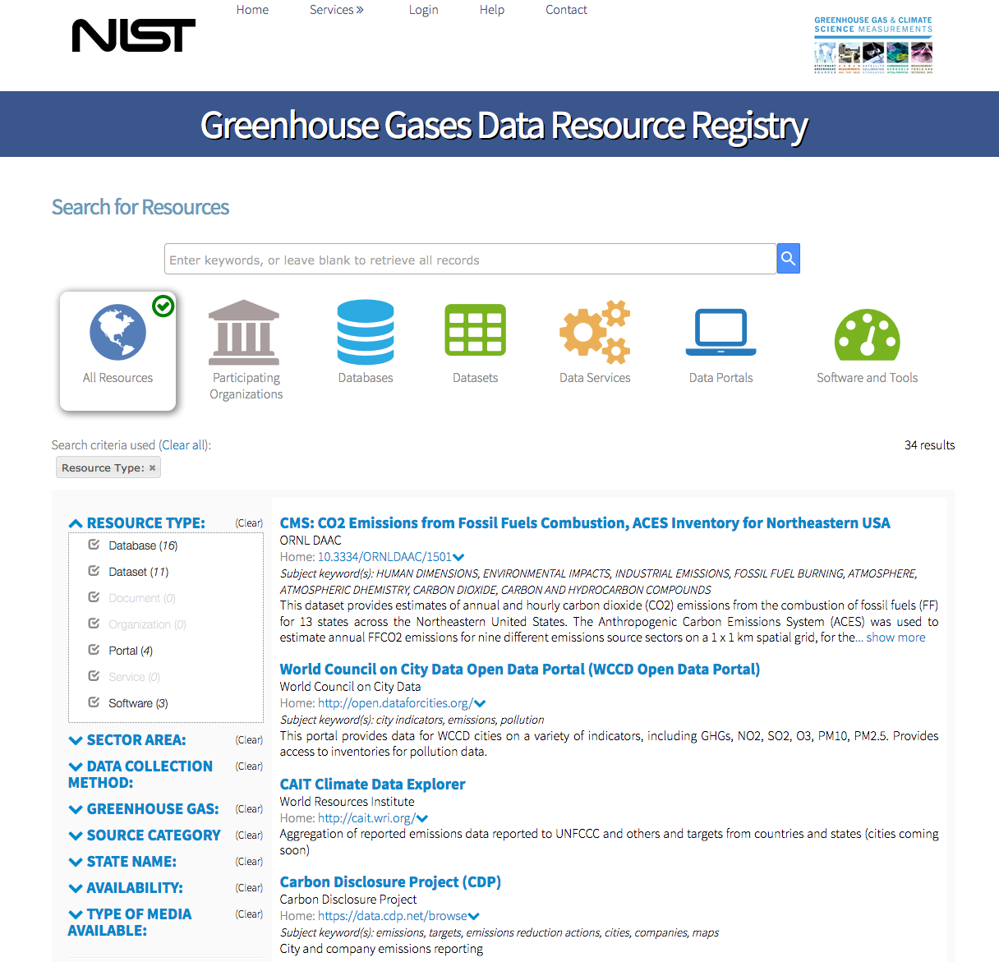 Home Services » Login Help Contact
NIST
GREENHOUSE GAS & CLIMATE
SCIENCE MEASUREMENTS
Greenhouse Gases Data Resource Registry
Search for Resources
Enter keywords, or leave blank to retrieve all records
All Resources
Participating
Organizations
Databases
Datasets
Data Services
Data Portals
Software and Tools
Search criteria used (Clear all):
34 results
Resource Type: ×
RESOURCE TYPE: (Clear)
Database (16)
Dataset (11)
Document (0)
Organization (0)
Portal (4)
Service (0)
Software (3)
SECTOR AREA: (Clear)
DATA COLLECTION (Clear)
METHOD:
GREENHOUSE GAS: (Clear)
SOURCE CATEGORY (Clear)
STATE NAME: (Clear)
AVAILABILITY: (Clear)
TYPE OF MEDIA (Clear)
AVAILABLE:
CMS: CO2 Emissions from Fossil Fuels Combustion, ACES Inventory for Northeastern USA
ORNL DAAC
Home: 10.3334/ORNLDAAC/1501
Subject keyword(s): HUMAN DIMENSIONS, ENVIRONMENTAL IMPACTS, INDUSTRIAL EMISSIONS, FOSSIL FUEL BURNING, ATMOSPHERE,
ATMOSPHERIC DHEMISTRY, CARBON DIOXIDE, CARBON AND HYDROCARBON COMPOUNDS
This dataset provides estimates of annual and hourly carbon dioxide (CO2) emissions from the combustion of fossil fuels (FF)
for 13 states across the Northeastern United States. The Anthropogenic Carbon Emissions System (ACES) was used to
estimate annual FFCO2 emissions for nine different emissions source sectors on a 1 x 1 km spatial grid, for the... show more
World Council on City Data Open Data Portal (WCCD Open Data Portal)
World Council on City Data
Home: http://open.dataforcities.org/
Subject keyword(s): city indicators, emissions, pollution
This portal provides data for WCCD cities on a variety of indicators, including GHGs, NO2, SO2, O3, PM10, PM2.5. Provides
access to inventories for pollution data.
CAIT Climate Data Explorer
World Resources Institute
Home: http://cait.wri.org/
Aggregation of reported emissions data reported to UNFCCC and others and targets from countries and states (cities coming
soon)
Carbon Disclosure Project (CDP)
Carbon Disclosure Project
Home: https://data.cdp.net/browse
Subject keyword(s): emissions, targets, emissions reduction actions, cities, companies, maps
City and company emissions reporting